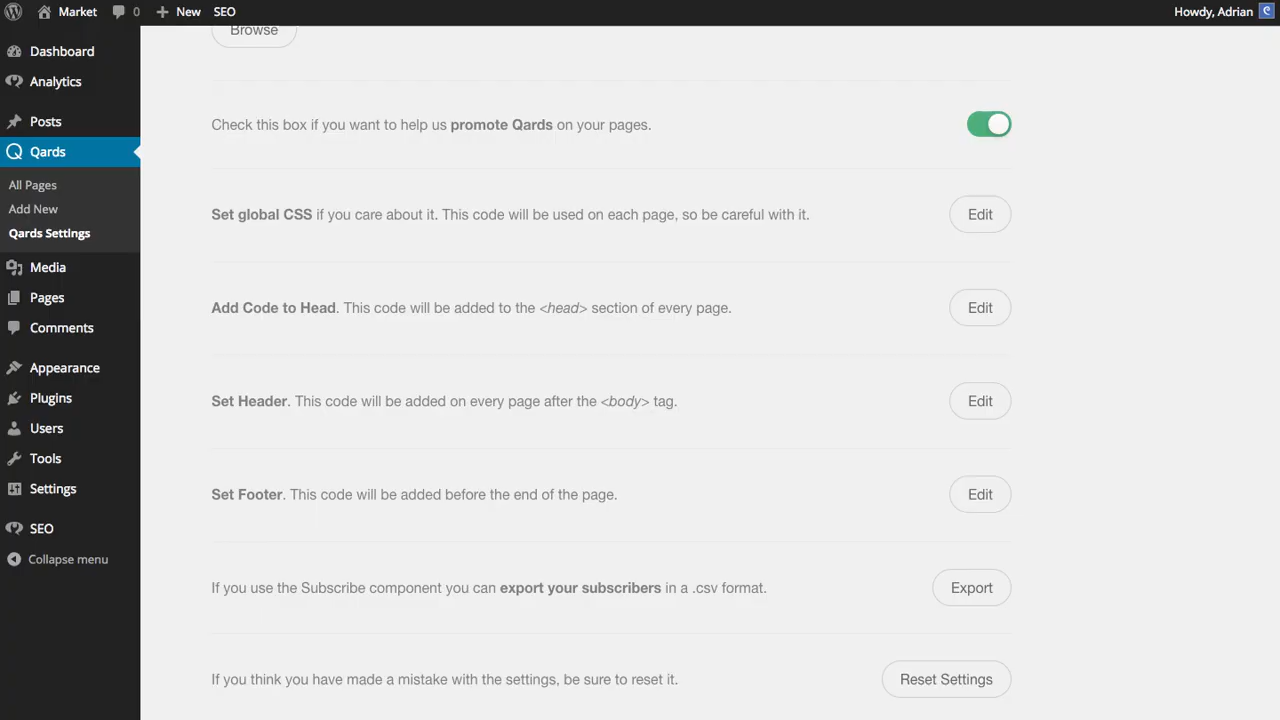 Market 0 New SEO Howdy, Adrian
Dashboard
Analytics
Posts
Qards
All Pages
Add New
Qards Settings
Media
Pages
Comments
Appearance
Plugins
Users
Tools
Settings
SEO
Collapse menu
Browse
Check this box if you want to help us promote Qards on your pages.
Set global CSS if you care about it. This code will be used on each page, so be careful with it. Edit
Add Code to Head. This code will be added to the <head> section of every page. Edit
Set Header. This code will be added on every page after the <body> tag. Edit
Set Footer. This code will be added before the end of the page. Edit
If you use the Subscribe component you can export your subscribers in a .csv format. Export
If you think you have made a mistake with the settings, be sure to reset it. Reset Settings